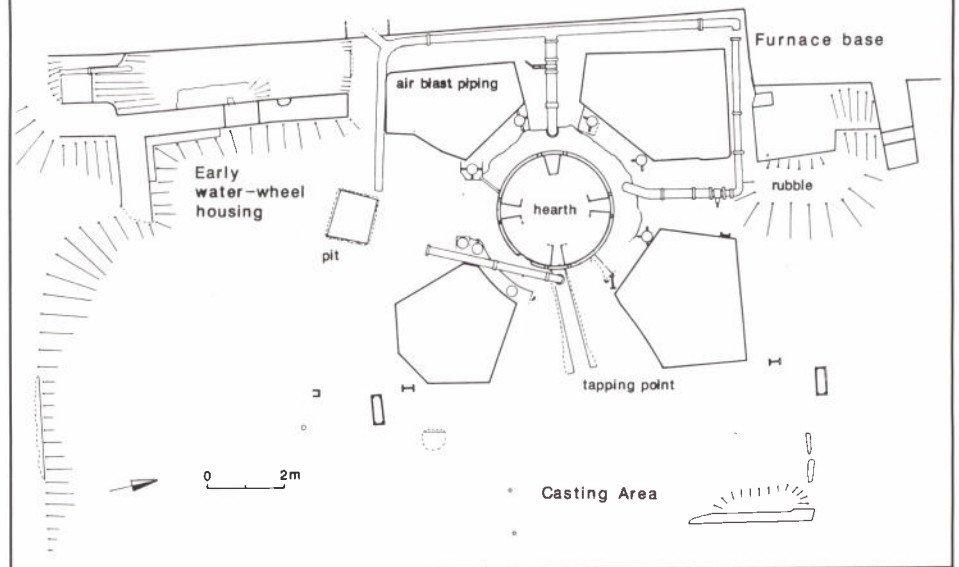 Furnace base
air blast piping
Early
water-wheel
housing
hearth
rubble
pit
tapping point
0 2m
Casting Area